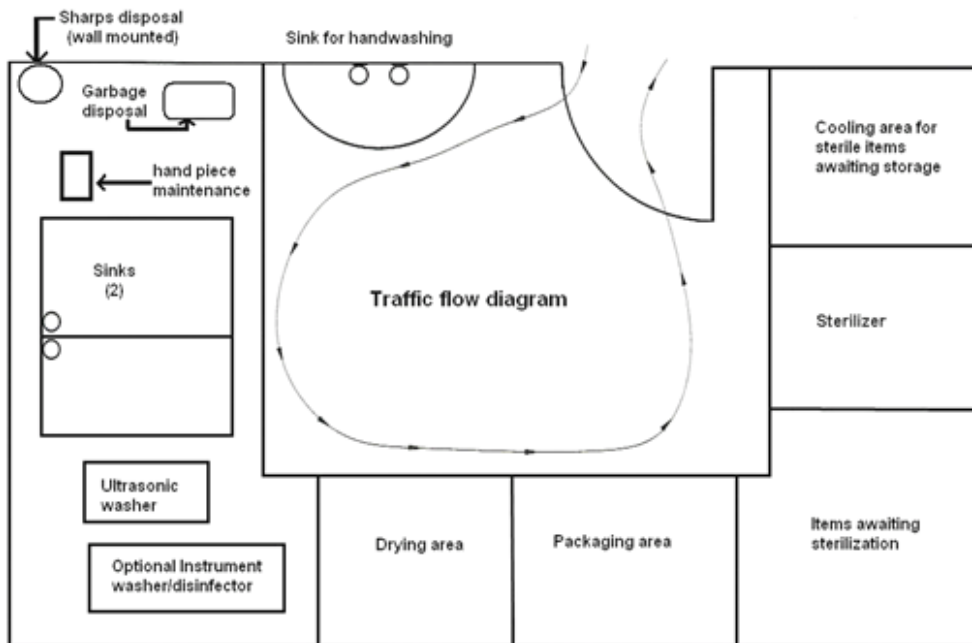 Sharps disposal
(wall mounted)
Sink for handwashing
Garbage
disposal
hand piece
maintenance
Sinks
(2)
Traffic flow diagram
Cooling area for
sterile items
awaiting storage
Sterilizer
Ultrasonic
washer
Optional Instrument
washer/disinfector
Drying area
Packaging area
Items awaiting
sterilization